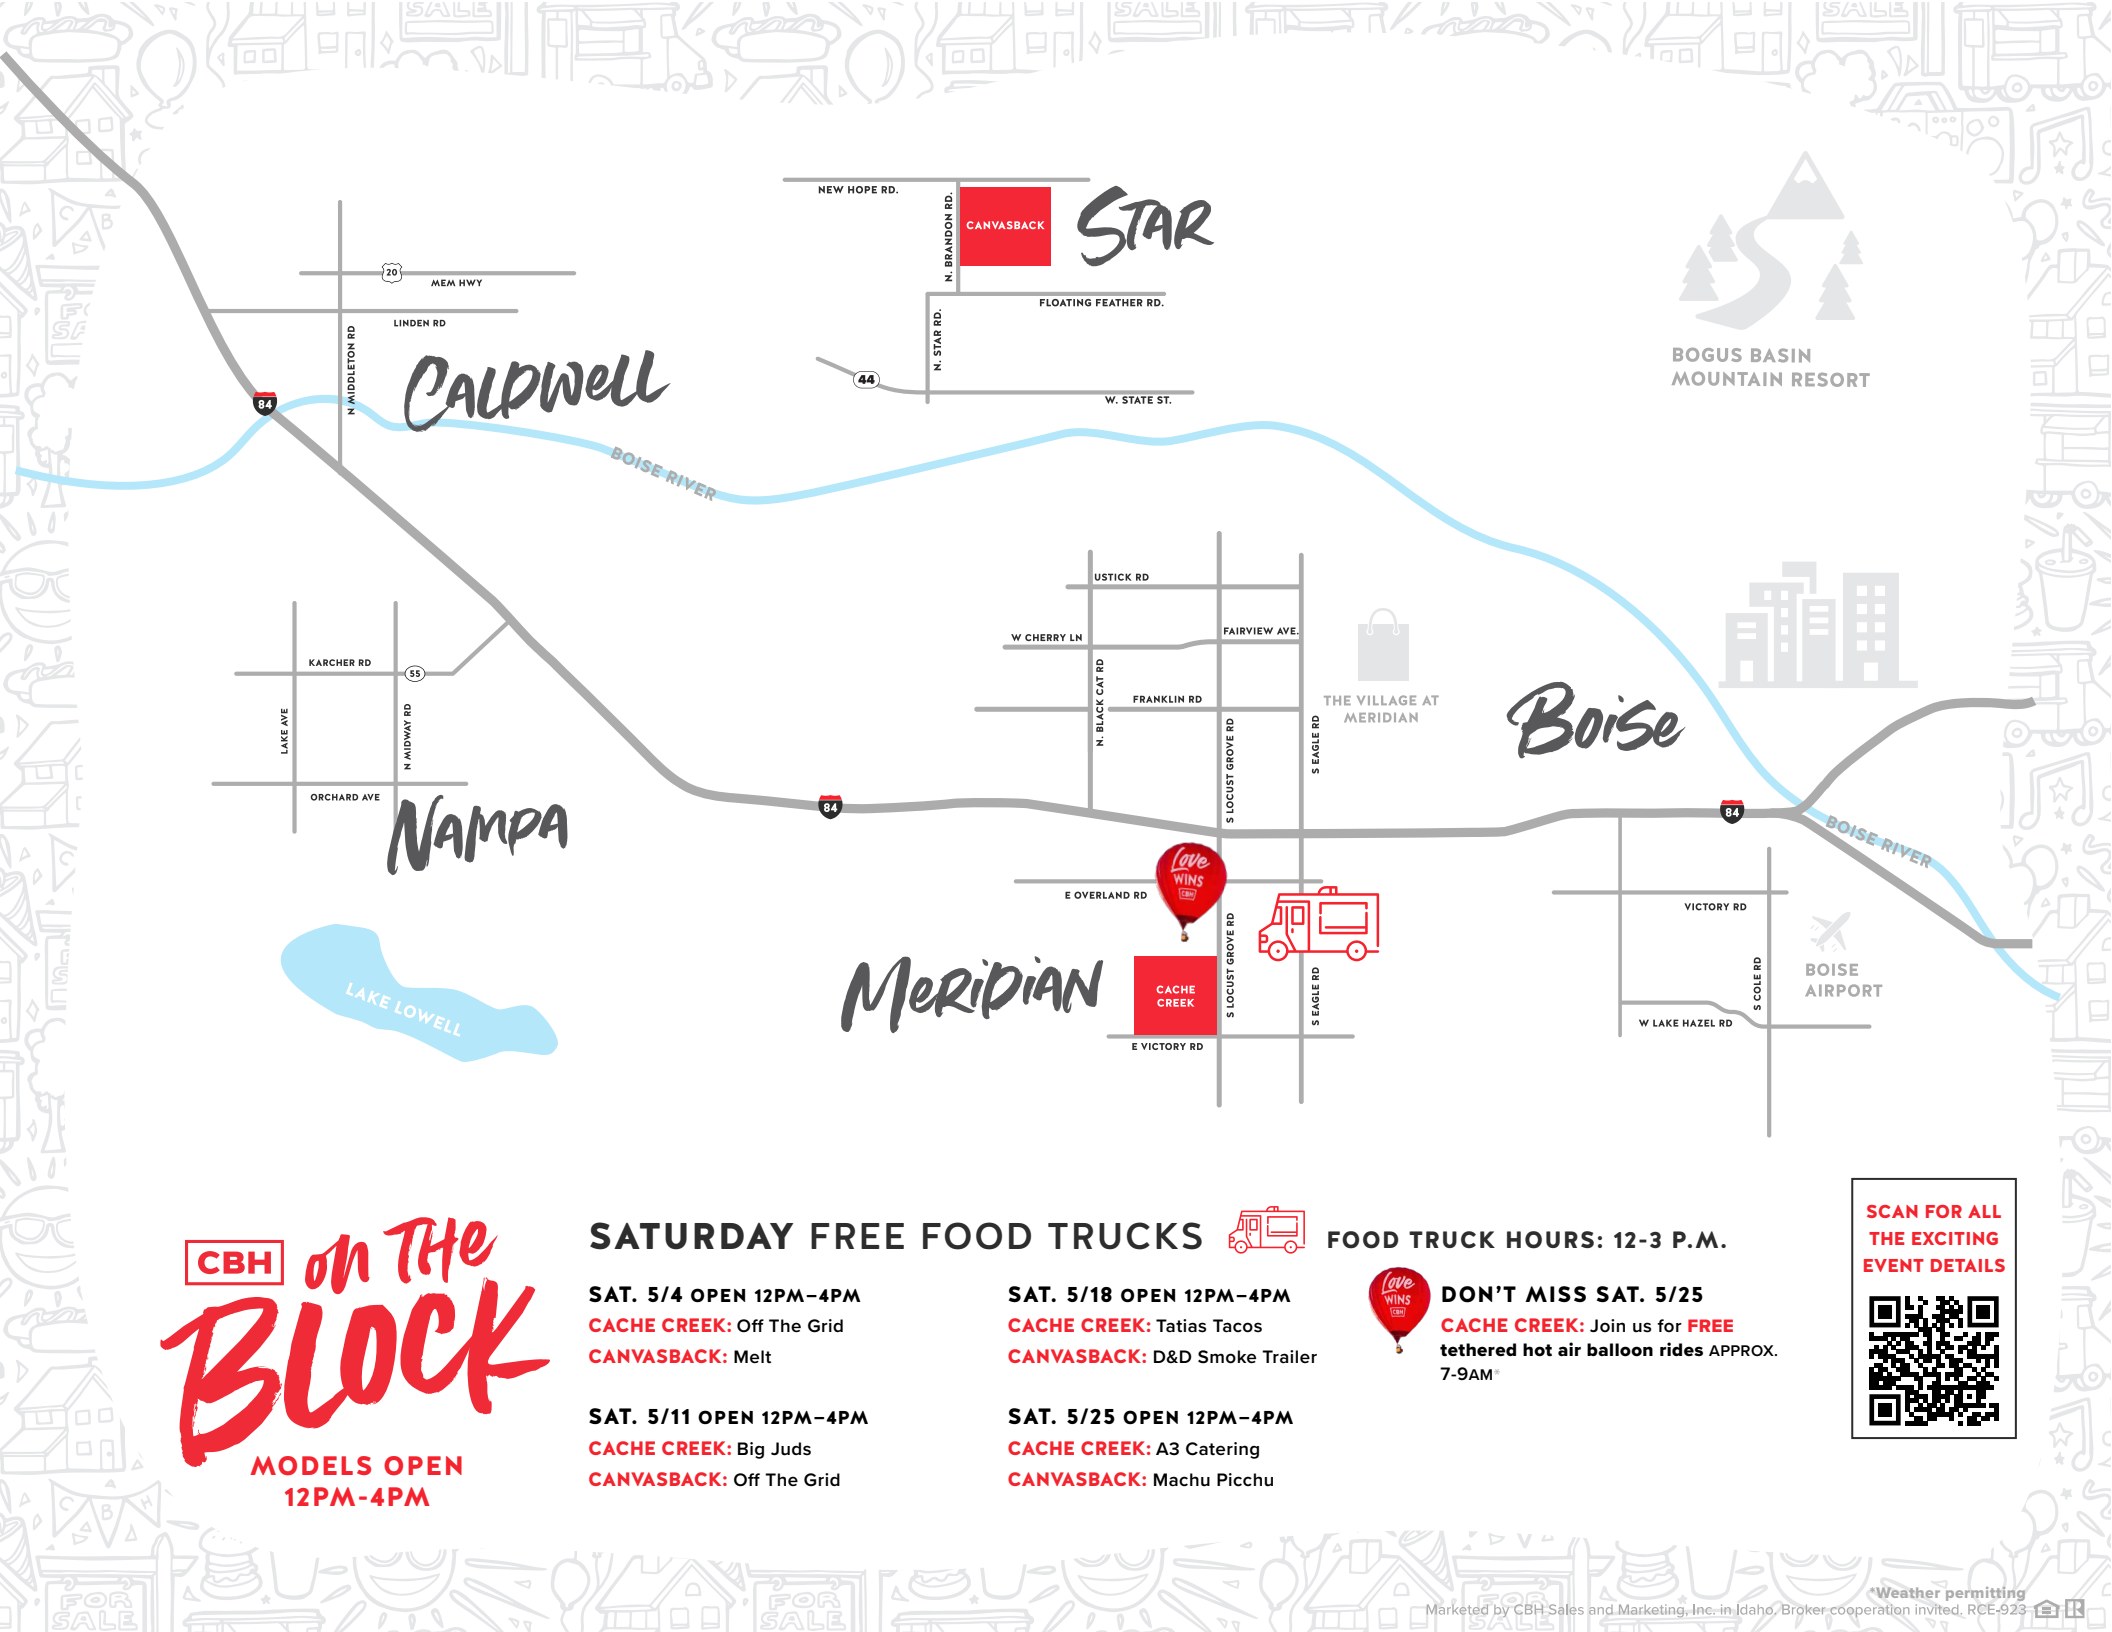 SALE
SALE
NEW HOPE RD.
N. BRANDON RD.
CANVASBACK
STAR
FLOATING FEATHER RD.
N. STAR RD.
44
W. STATE ST.
20
MEM HWY
LINDEN RD
N MIDDLETON RD
CALDWELL
84
BOISE RIVER
BOGUS BASIN
MOUNTAIN RESORT
USTICK RD
W CHERRY LN
FAIRVIEW AVE.
N. BLACK CAT RD
FRANKLIN RD
S LOCUST GROVE RD
S EAGLE RD
THE VILLAGE AT
MERIDIAN
BOISE
KARCHER RD
55
LAKE AVE
N MIDWAY RD
ORCHARD AVE
NAMPA
84
84
BOISE RIVER
Love
WINS
CBH
E OVERLAND RD
S LOCUST GROVE RD
S EAGLE RD
MERIDIAN
CACHE
CREEK
E VICTORY RD
VICTORY RD
S COLE RD
W LAKE HAZEL RD
BOISE
AIRPORT
LAKE LOWELL
CBH on THE
BLOCK
MODELS OPEN
12PM-4PM
SATURDAY FREE FOOD TRUCKS
FOOD TRUCK HOURS: 12-3 P.M.
SAT. 5/4 OPEN 12PM–4PM
CACHE CREEK: Off The Grid
CANVASBACK: Melt
SAT. 5/11 OPEN 12PM–4PM
CACHE CREEK: Big Juds
CANVASBACK: Off The Grid
SAT. 5/18 OPEN 12PM–4PM
CACHE CREEK: Tatias Tacos
CANVASBACK: D&D Smoke Trailer
SAT. 5/25 OPEN 12PM–4PM
CACHE CREEK: A3 Catering
CANVASBACK: Machu Picchu
Love
WINS
CBH
DON'T MISS SAT. 5/25
CACHE CREEK: Join us for FREE
tethered hot air balloon rides APPROX.
7-9AM*
SCAN FOR ALL
THE EXCITING
EVENT DETAILS
FOR
SALE
FOR
SALE
FOR
SALE
*Weather permitting
Marketed by CBH Sales and Marketing, Inc. in Idaho. Broker cooperation invited. RCE-923